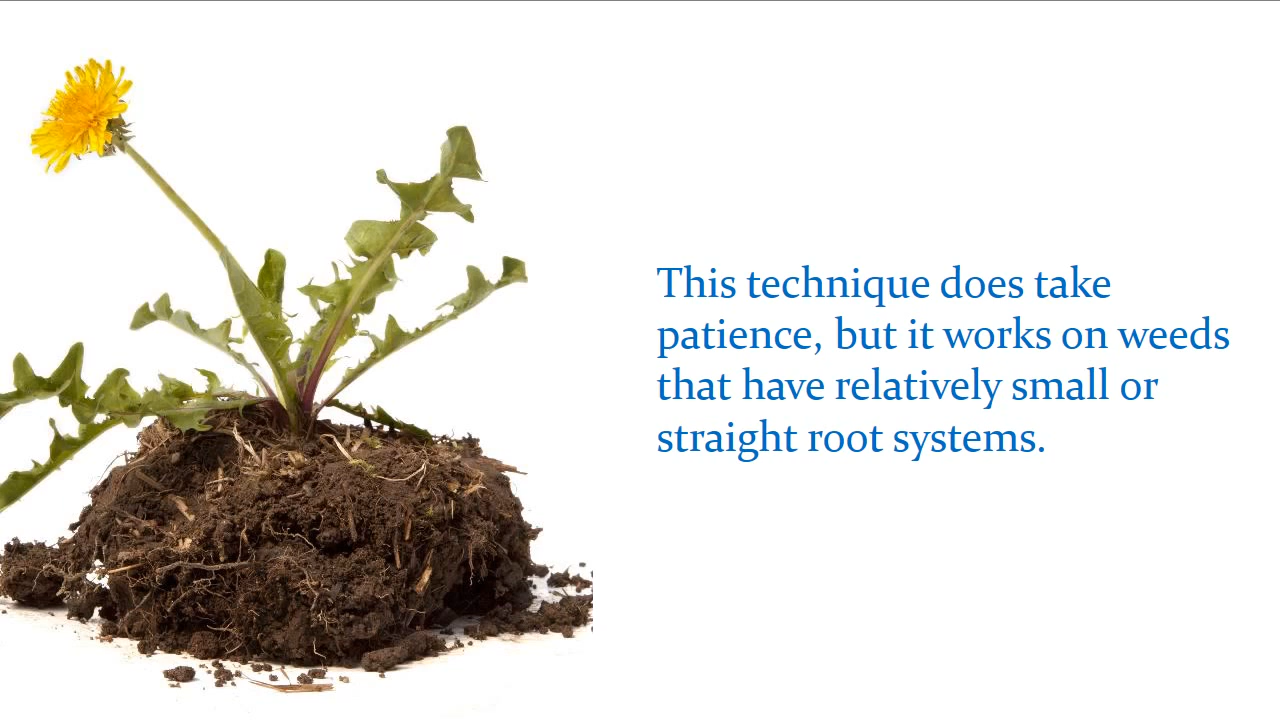 This technique does take
patience, but it works on weeds
that have relatively small or
straight root systems.